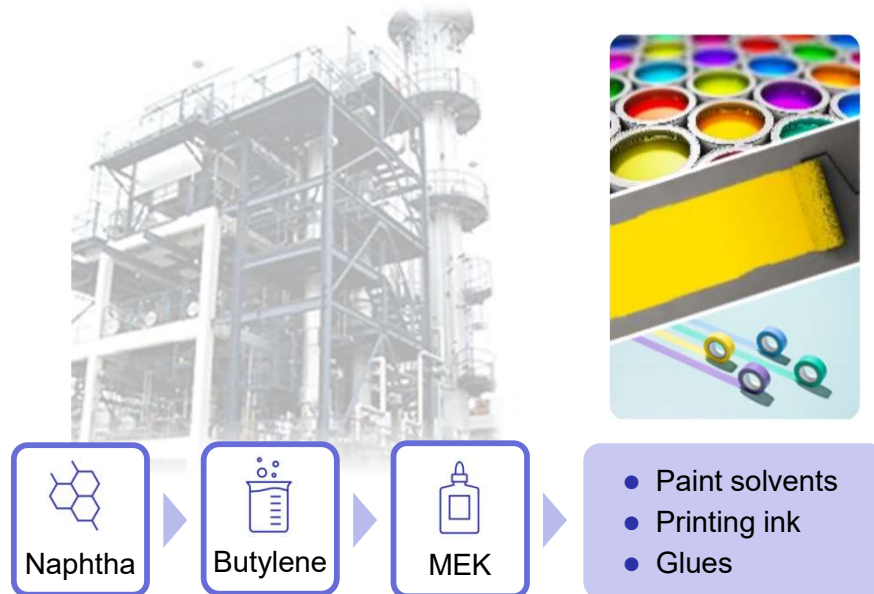 Naphtha
Butylene
MEK
Paint solvents
Printing ink
Glues